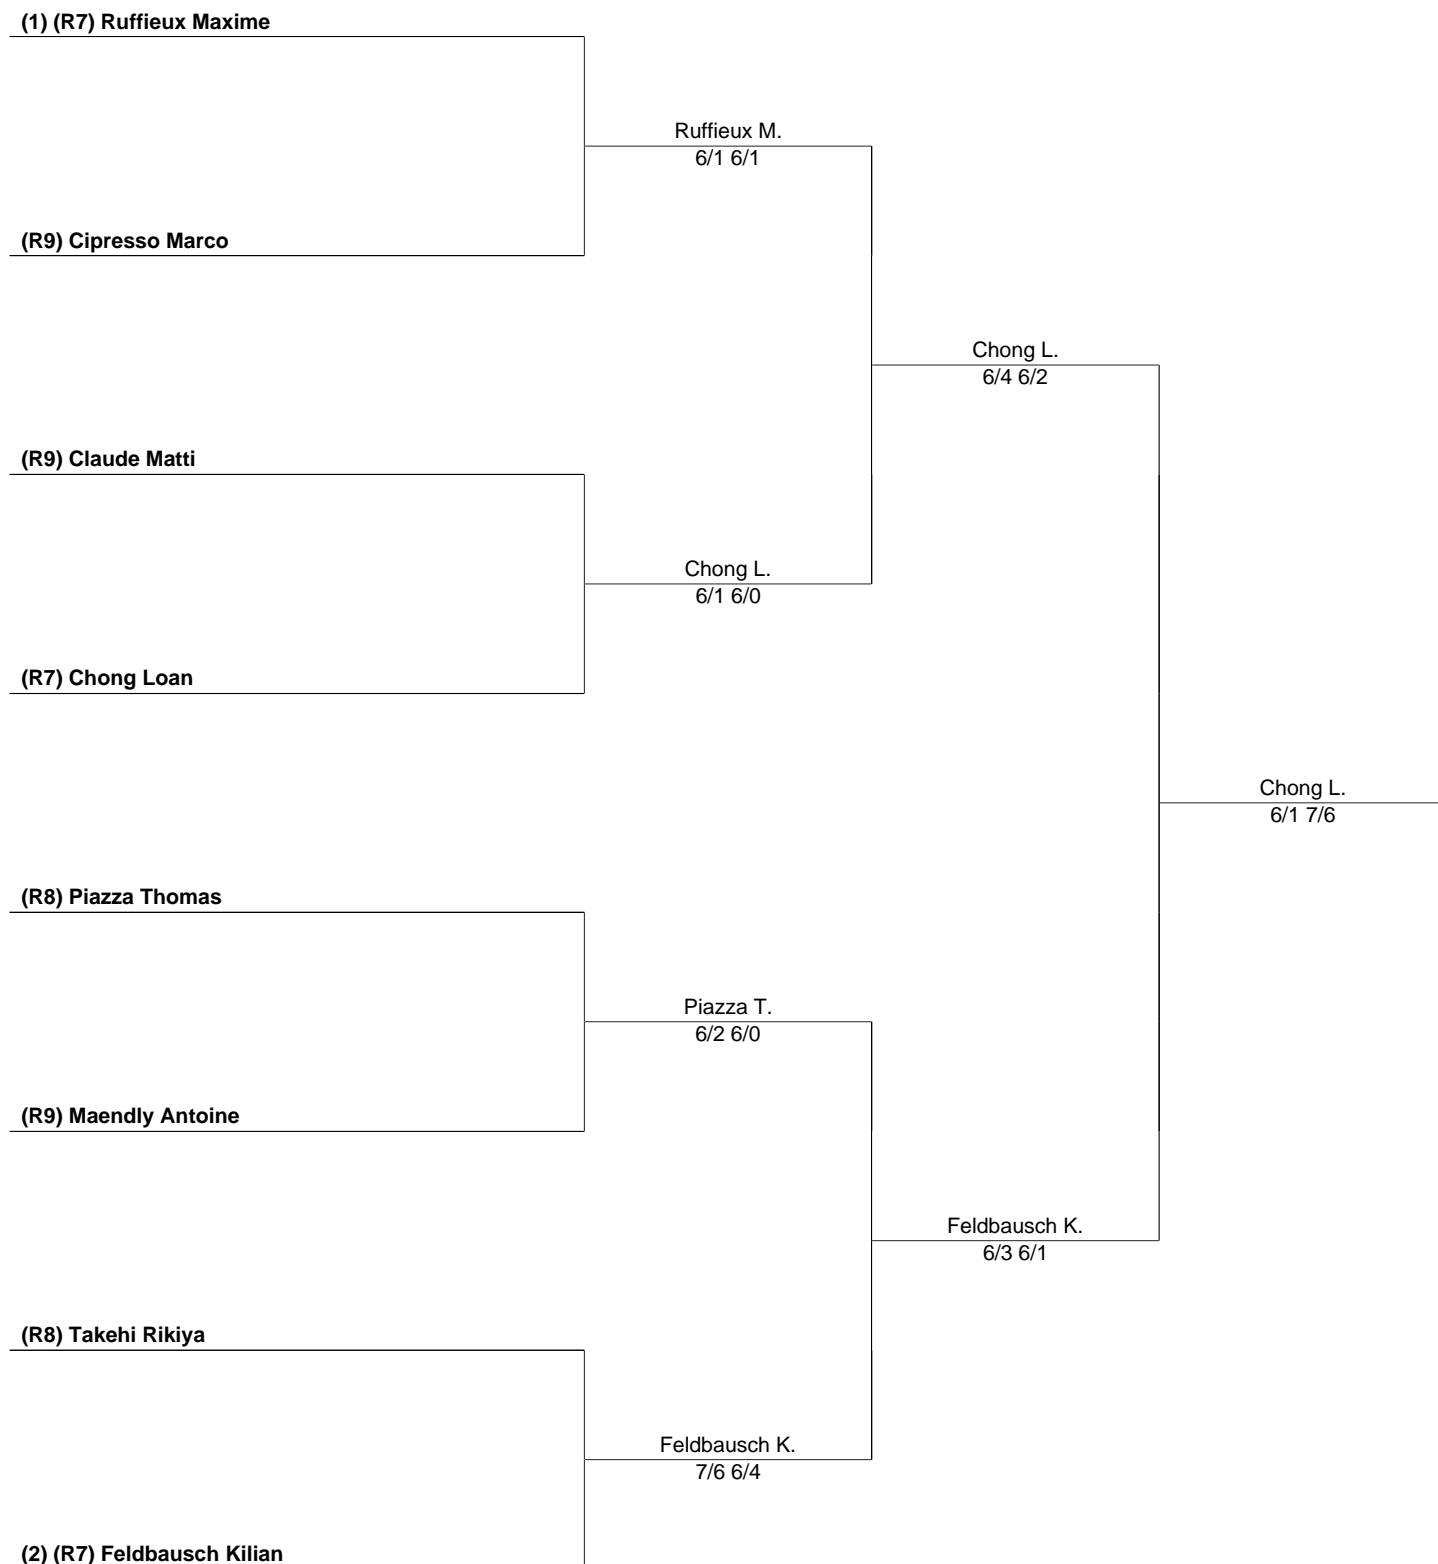 (1) (R7) Ruffieux Maxime
Ruffieux M.
6/1 6/1
(R9) Cipresso Marco
Chong L.
6/4 6/2
(R9) Claude Matti
Chong L.
6/1 6/0
(R7) Chong Loan
Chong L.
6/1 7/6
(R8) Piazza Thomas
Piazza T.
6/2 6/0
(R9) Maendly Antoine
Feldbausch K.
6/3 6/1
(R8) Takehi Rikiya
Feldbausch K.
7/6 6/4
(2) (R7) Feldbausch Kilian